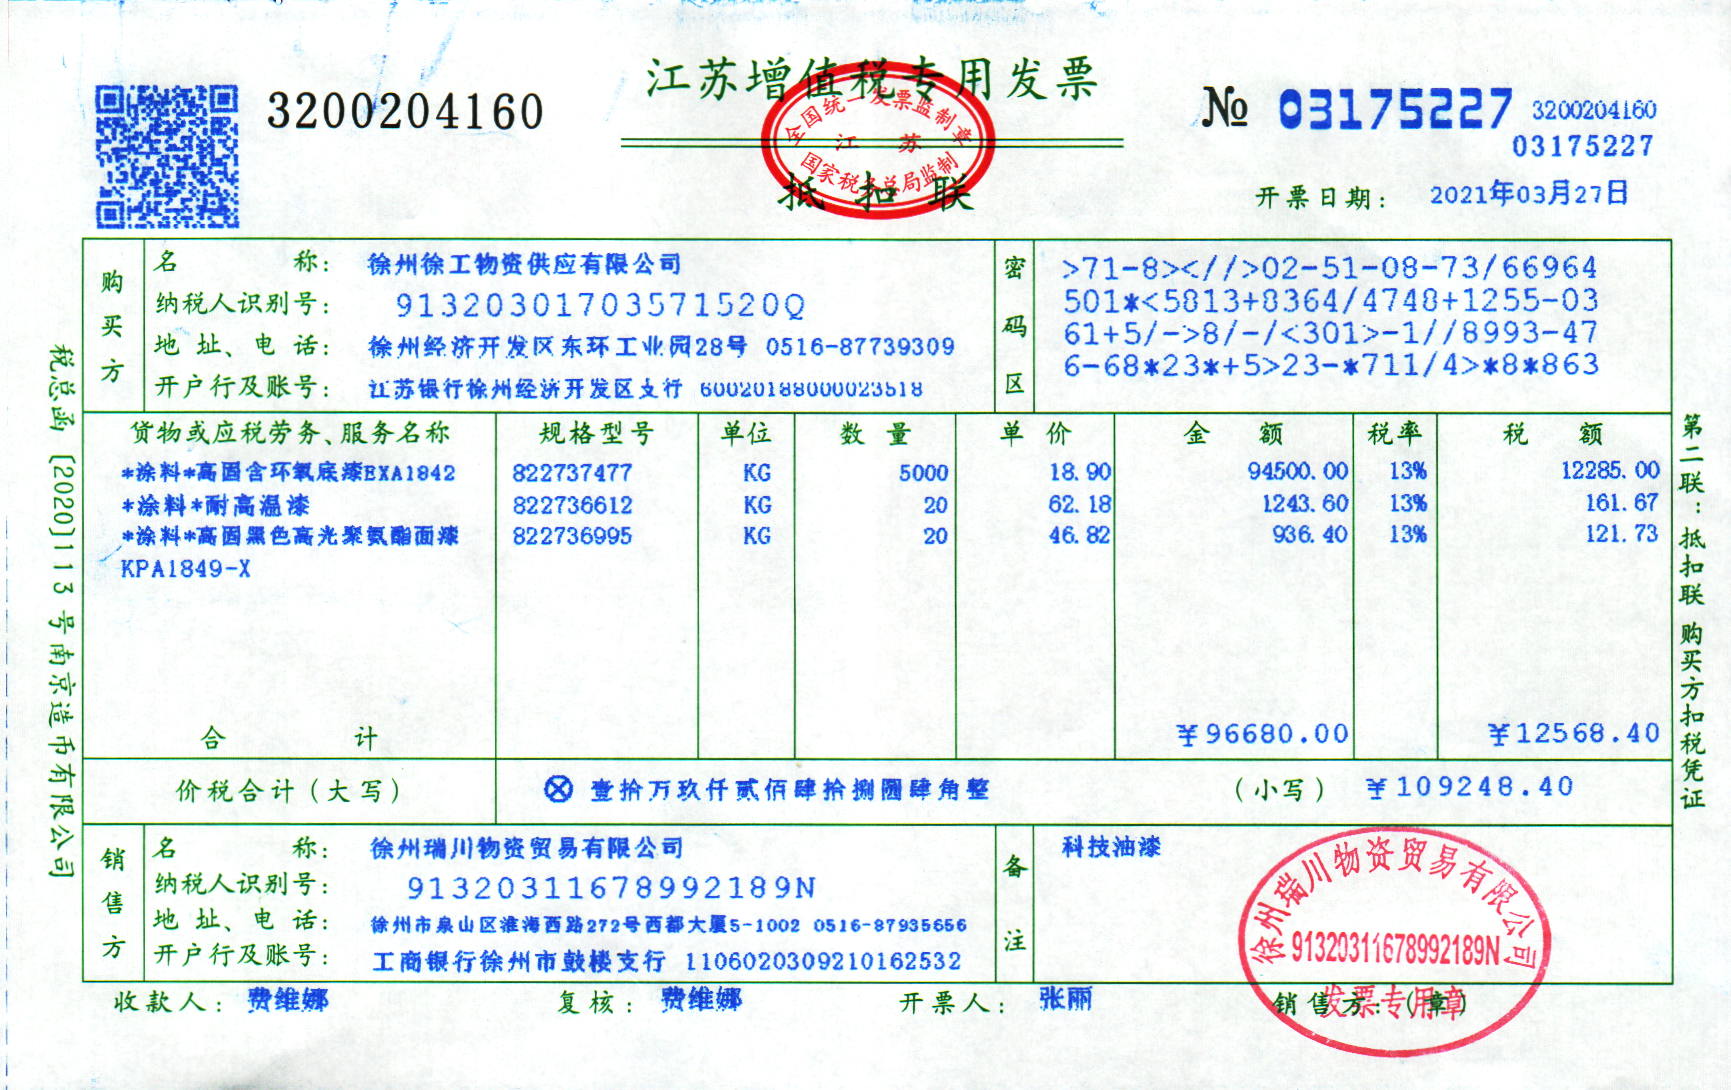 江苏增值税专用发票
3200204160
№ 03175227 3200204160
03175227
全国统一发票监制章
江 苏
国家税务总局监制
抵扣联
开票日期: 2021年03月27日
购买方
名 称: 徐州徐工物资供应有限公司
纳税人识别号: 91320301703571520Q
地址、电话: 徐州经济开发区东环工业园28号 0516-87739309
开户行及账号: 江苏银行徐州经济开发区支行 60020188000023518
密码区
>71-8><//>02-51-08-73/66964
501*<5813+8364/4748+1255-03
61+5/->8/-/<301>-1//8993-47
6-68*23*+5>23-*711/4>*8*863
货物或应税劳务、服务名称 规格型号 单位 数量 单价 金额 税率 税额
*涂料*高固含环氧底漆EXA1842 822737477 KG 5000 18.90 94500.00 13% 12285.00
*涂料*耐高温漆 822736612 KG 20 62.18 1243.60 13% 161.67
*涂料*高固黑色高光聚氨酯面漆 822736995 KG 20 46.82 936.40 13% 121.73
KPA1849-X
合 计 ¥96680.00 ¥12568.40
价税合计(大写) ⊗壹拾万玖仟贰佰肆拾捌圆肆角整 (小写) ¥109248.40
销售方
名 称: 徐州瑞川物资贸易有限公司
纳税人识别号: 91320311678992189N
地址、电话: 徐州市泉山区淮海西路272号西都大厦5-1002 0516-87935656
开户行及账号: 工商银行徐州市鼓楼支行 1106020309210162532
备注
科技油漆
徐州瑞川物资贸易有限公司
91320311678992189N
发票专用章
收款人: 费维娜 复核: 费维娜 开票人: 张丽 销售方:(章)
税总函[2020]113号南京造币有限公司
第二联:抵扣联 购买方扣税凭证